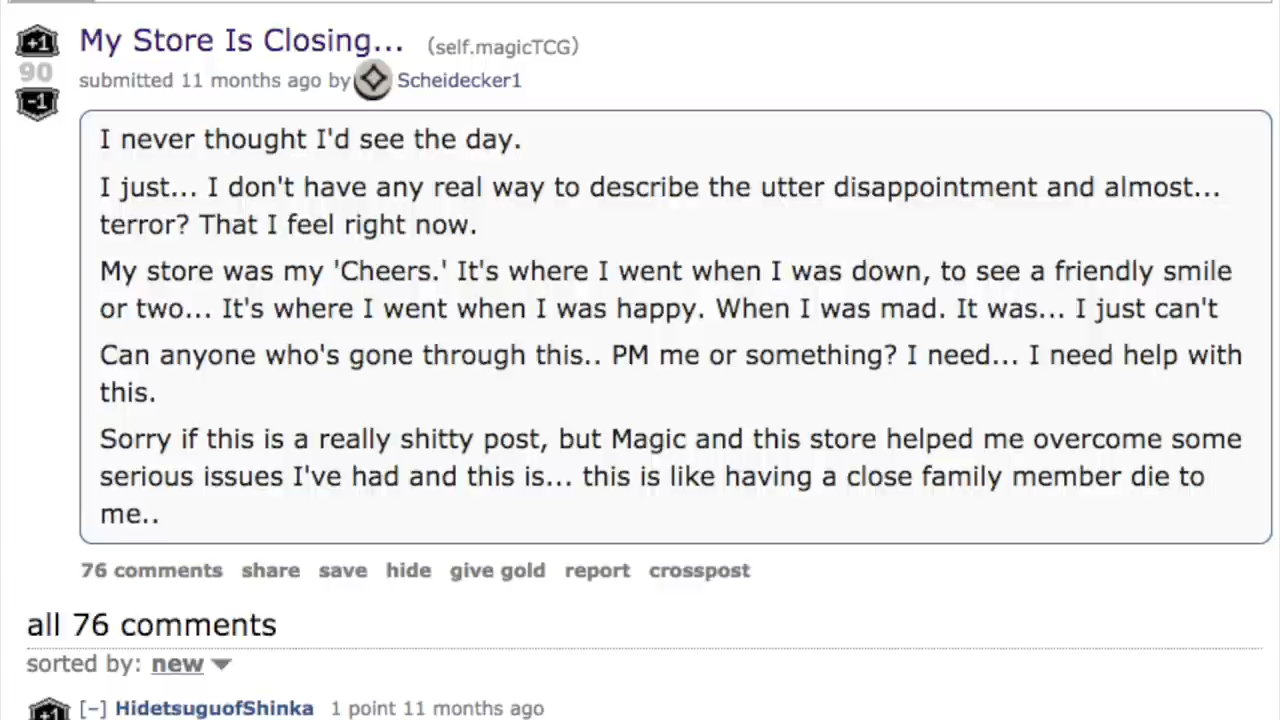 My Store Is Closing... (self.magicTCG)
+1
90
-1
submitted 11 months ago by Scheidecker1
I never thought I'd see the day.
I just... I don't have any real way to describe the utter disappointment and almost...
terror? That I feel right now.
My store was my 'Cheers.' It's where I went when I was down, to see a friendly smile
or two... It's where I went when I was happy. When I was mad. It was... I just can't
Can anyone who's gone through this.. PM me or something? I need... I need help with
this.
Sorry if this is a really shitty post, but Magic and this store helped me overcome some
serious issues I've had and this is... this is like having a close family member die to
me..
76 comments share save hide give gold report crosspost
all 76 comments
sorted by: new
+1
[−] HidetsuguofShinka 1 point 11 months ago